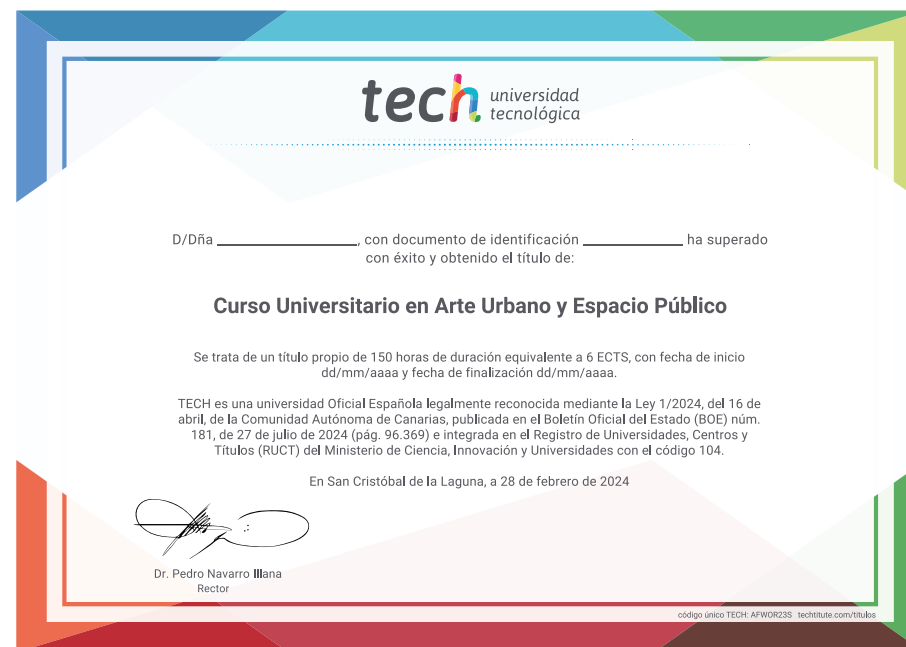 tech universidad
tecnológica
D/Dña ____________________, con documento de identificación ______________ ha superado
con éxito y obtenido el título de:
Curso Universitario en Arte Urbano y Espacio Público
Se trata de un título propio de 150 horas de duración equivalente a 6 ECTS, con fecha de inicio
dd/mm/aaaa y fecha de finalización dd/mm/aaaa.
TECH es una universidad Oficial Española legalmente reconocida mediante la Ley 1/2024, del 16 de
abril, de la Comunidad Autónoma de Canarias, publicada en el Boletín Oficial del Estado (BOE) núm.
181, de 27 de julio de 2024 (pág. 96.369) e integrada en el Registro de Universidades, Centros y
Títulos (RUCT) del Ministerio de Ciencia, Innovación y Universidades con el código 104.
En San Cristóbal de la Laguna, a 28 de febrero de 2024
Dr. Pedro Navarro Illana
Rector
código único TECH: AFWOR23S techtitute.com/titulos